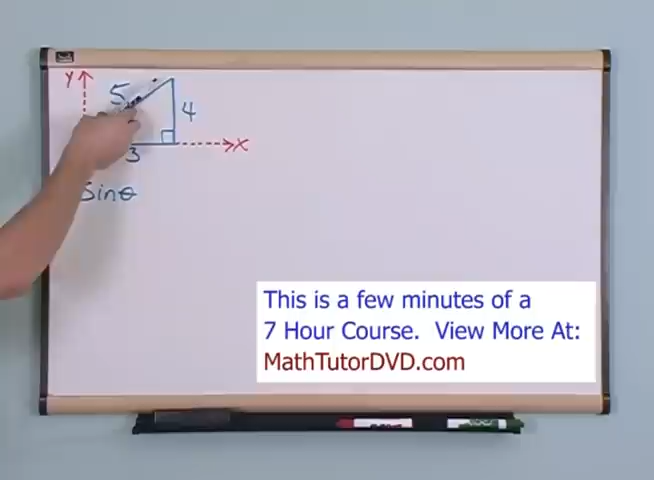 Y
5
4
X
3
Sinθ
This is a few minutes of a
7 Hour Course. View More At:
MathTutorDVD.com